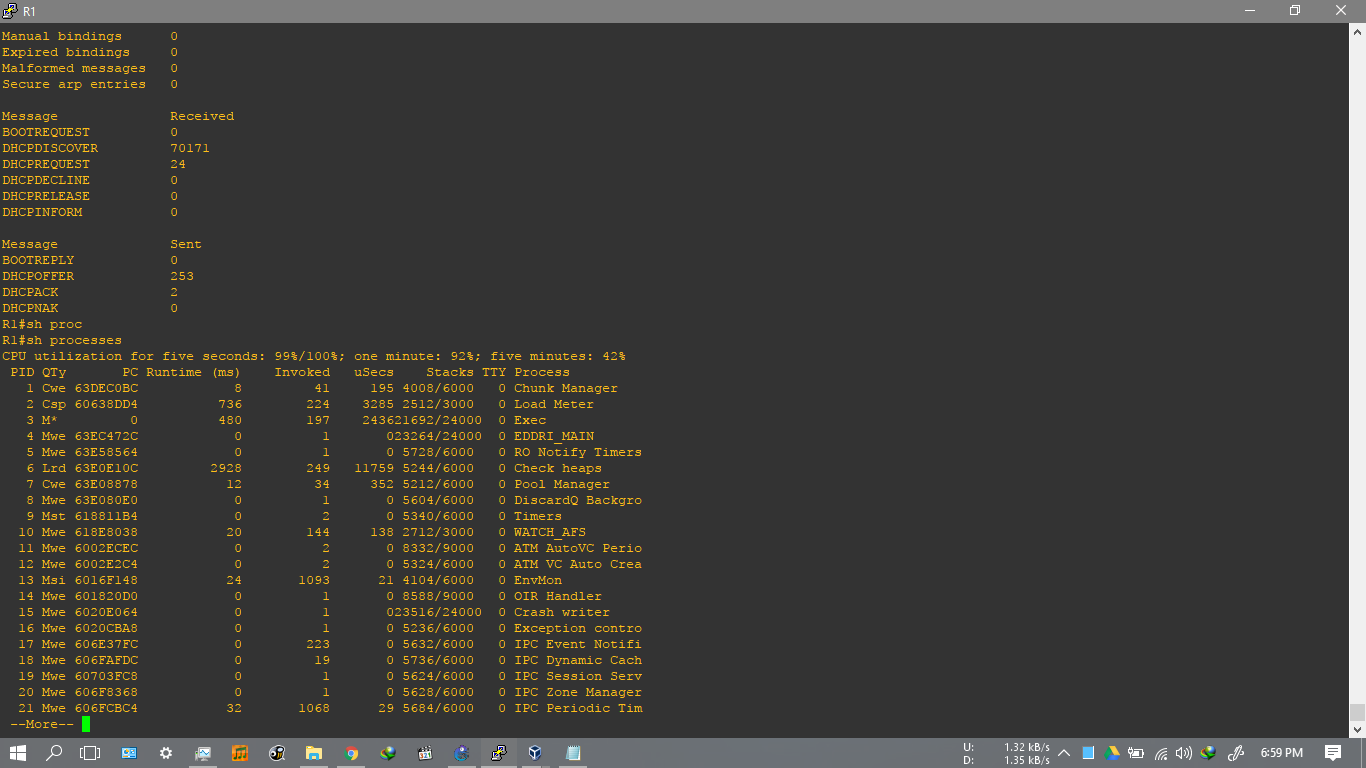 R1
Manual bindings 0
Expired bindings 0
Malformed messages 0
Secure arp entries 0
Message Received
BOOTREQUEST 0
DHCPDISCOVER 70171
DHCPREQUEST 24
DHCPDECLINE 0
DHCPRELEASE 0
DHCPINFORM 0
Message Sent
BOOTREPLY 0
DHCPOFFER 253
DHCPACK 2
DHCPNAK 0
R1#sh proc
R1#sh processes
CPU utilization for five seconds: 99%/100%; one minute: 92%; five minutes: 42%
PID QTy PC Runtime (ms) Invoked uSecs Stacks TTY Process
1 Cwe 63DEC0BC 8 41 195 4008/6000 0 Chunk Manager
2 Csp 60638DD4 736 224 3285 2512/3000 0 Load Meter
3 M* 0 480 197 243621692/24000 0 Exec
4 Mwe 63EC472C 0 1 023264/24000 0 EDDRI_MAIN
5 Mwe 63E58564 0 1 0 5728/6000 0 RO Notify Timers
6 Lrd 63E0E10C 2928 249 11759 5244/6000 0 Check heaps
7 Cwe 63E08878 12 34 352 5212/6000 0 Pool Manager
8 Mwe 63E080E0 0 1 0 5604/6000 0 DiscardQ Backgro
9 Mst 618811B4 0 2 0 5340/6000 0 Timers
10 Mwe 618E8038 20 144 138 2712/3000 0 WATCH_AFS
11 Mwe 6002ECEC 0 2 0 8332/9000 0 ATM AutoVC Perio
12 Mwe 6002E2C4 0 2 0 5324/6000 0 ATM VC Auto Crea
13 Msi 6016F148 24 1093 21 4104/6000 0 EnvMon
14 Mwe 601820D0 0 1 0 8588/9000 0 OIR Handler
15 Mwe 6020E064 0 1 023516/24000 0 Crash writer
16 Mwe 6020CBA8 0 1 0 5236/6000 0 Exception contro
17 Mwe 606E37FC 0 223 0 5632/6000 0 IPC Event Notifi
18 Mwe 606FAFDC 0 19 0 5736/6000 0 IPC Dynamic Cach
19 Mwe 60703FC8 0 1 0 5624/6000 0 IPC Session Serv
20 Mwe 606F8368 0 1 0 5628/6000 0 IPC Zone Manager
21 Mwe 606FCBC4 32 1068 29 5684/6000 0 IPC Periodic Tim
--More--
U: 1.32 kB/s
D: 1.35 kB/s
6:59 PM